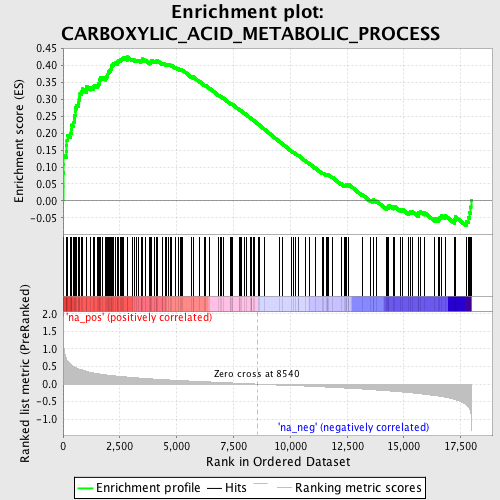 Enrichment plot:
CARBOXYLIC_ACID_METABOLIC_PROCESS
Enrichment score (ES)
0.45
0.40
0.35
0.30
0.25
0.20
0.15
0.10
0.05
0.00
-0.05
Ranked list metric (PreRanked)
2.0
1.5
1.0
0.5
0.0
-0.5
-1.0
'na_pos' (positively correlated)
Zero cross at 8540
'na_neg' (negatively correlated)
0
2,500
5,000
7,500
10,000
12,500
15,000
17,500
Rank in Ordered Dataset
Enrichment profile
Hits
Ranking metric scores